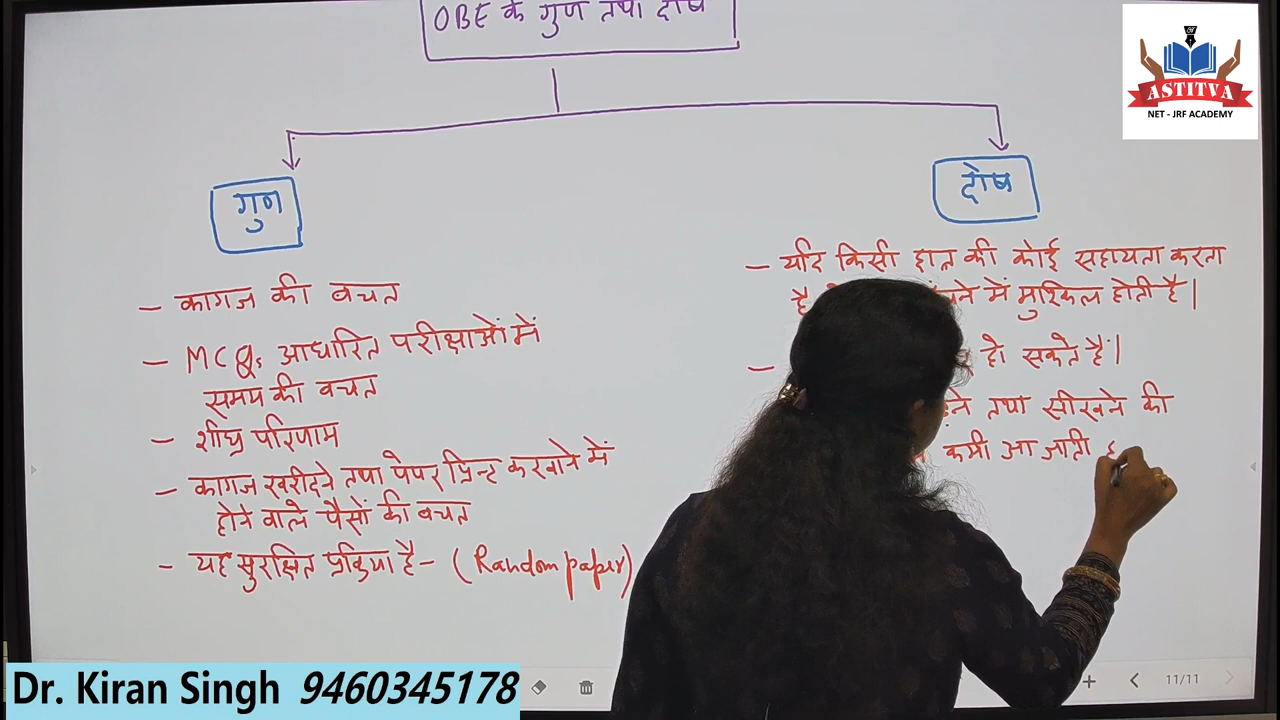 OBE के गुण तथा दोष
ASTITVA
NET - JRF ACADEMY
गुण
- कागज की बचत
- MCQs आधारित परीक्षाओं में
समय की बचत
- शीघ्र परिणाम
- कागज खरीदने तथा पेपर प्रिन्ट करवाने में
होने वाले पैसों की बचत
- यह सुरक्षित प्रक्रिया है - (Random paper)
दोष
- यदि किसी छात्र की कोई सहायता करता
है में मुश्किल होती है।
- हो सकते हैं।
तथा सीखने की
कमी आ जाती
Dr. Kiran Singh 9460345178
11/11